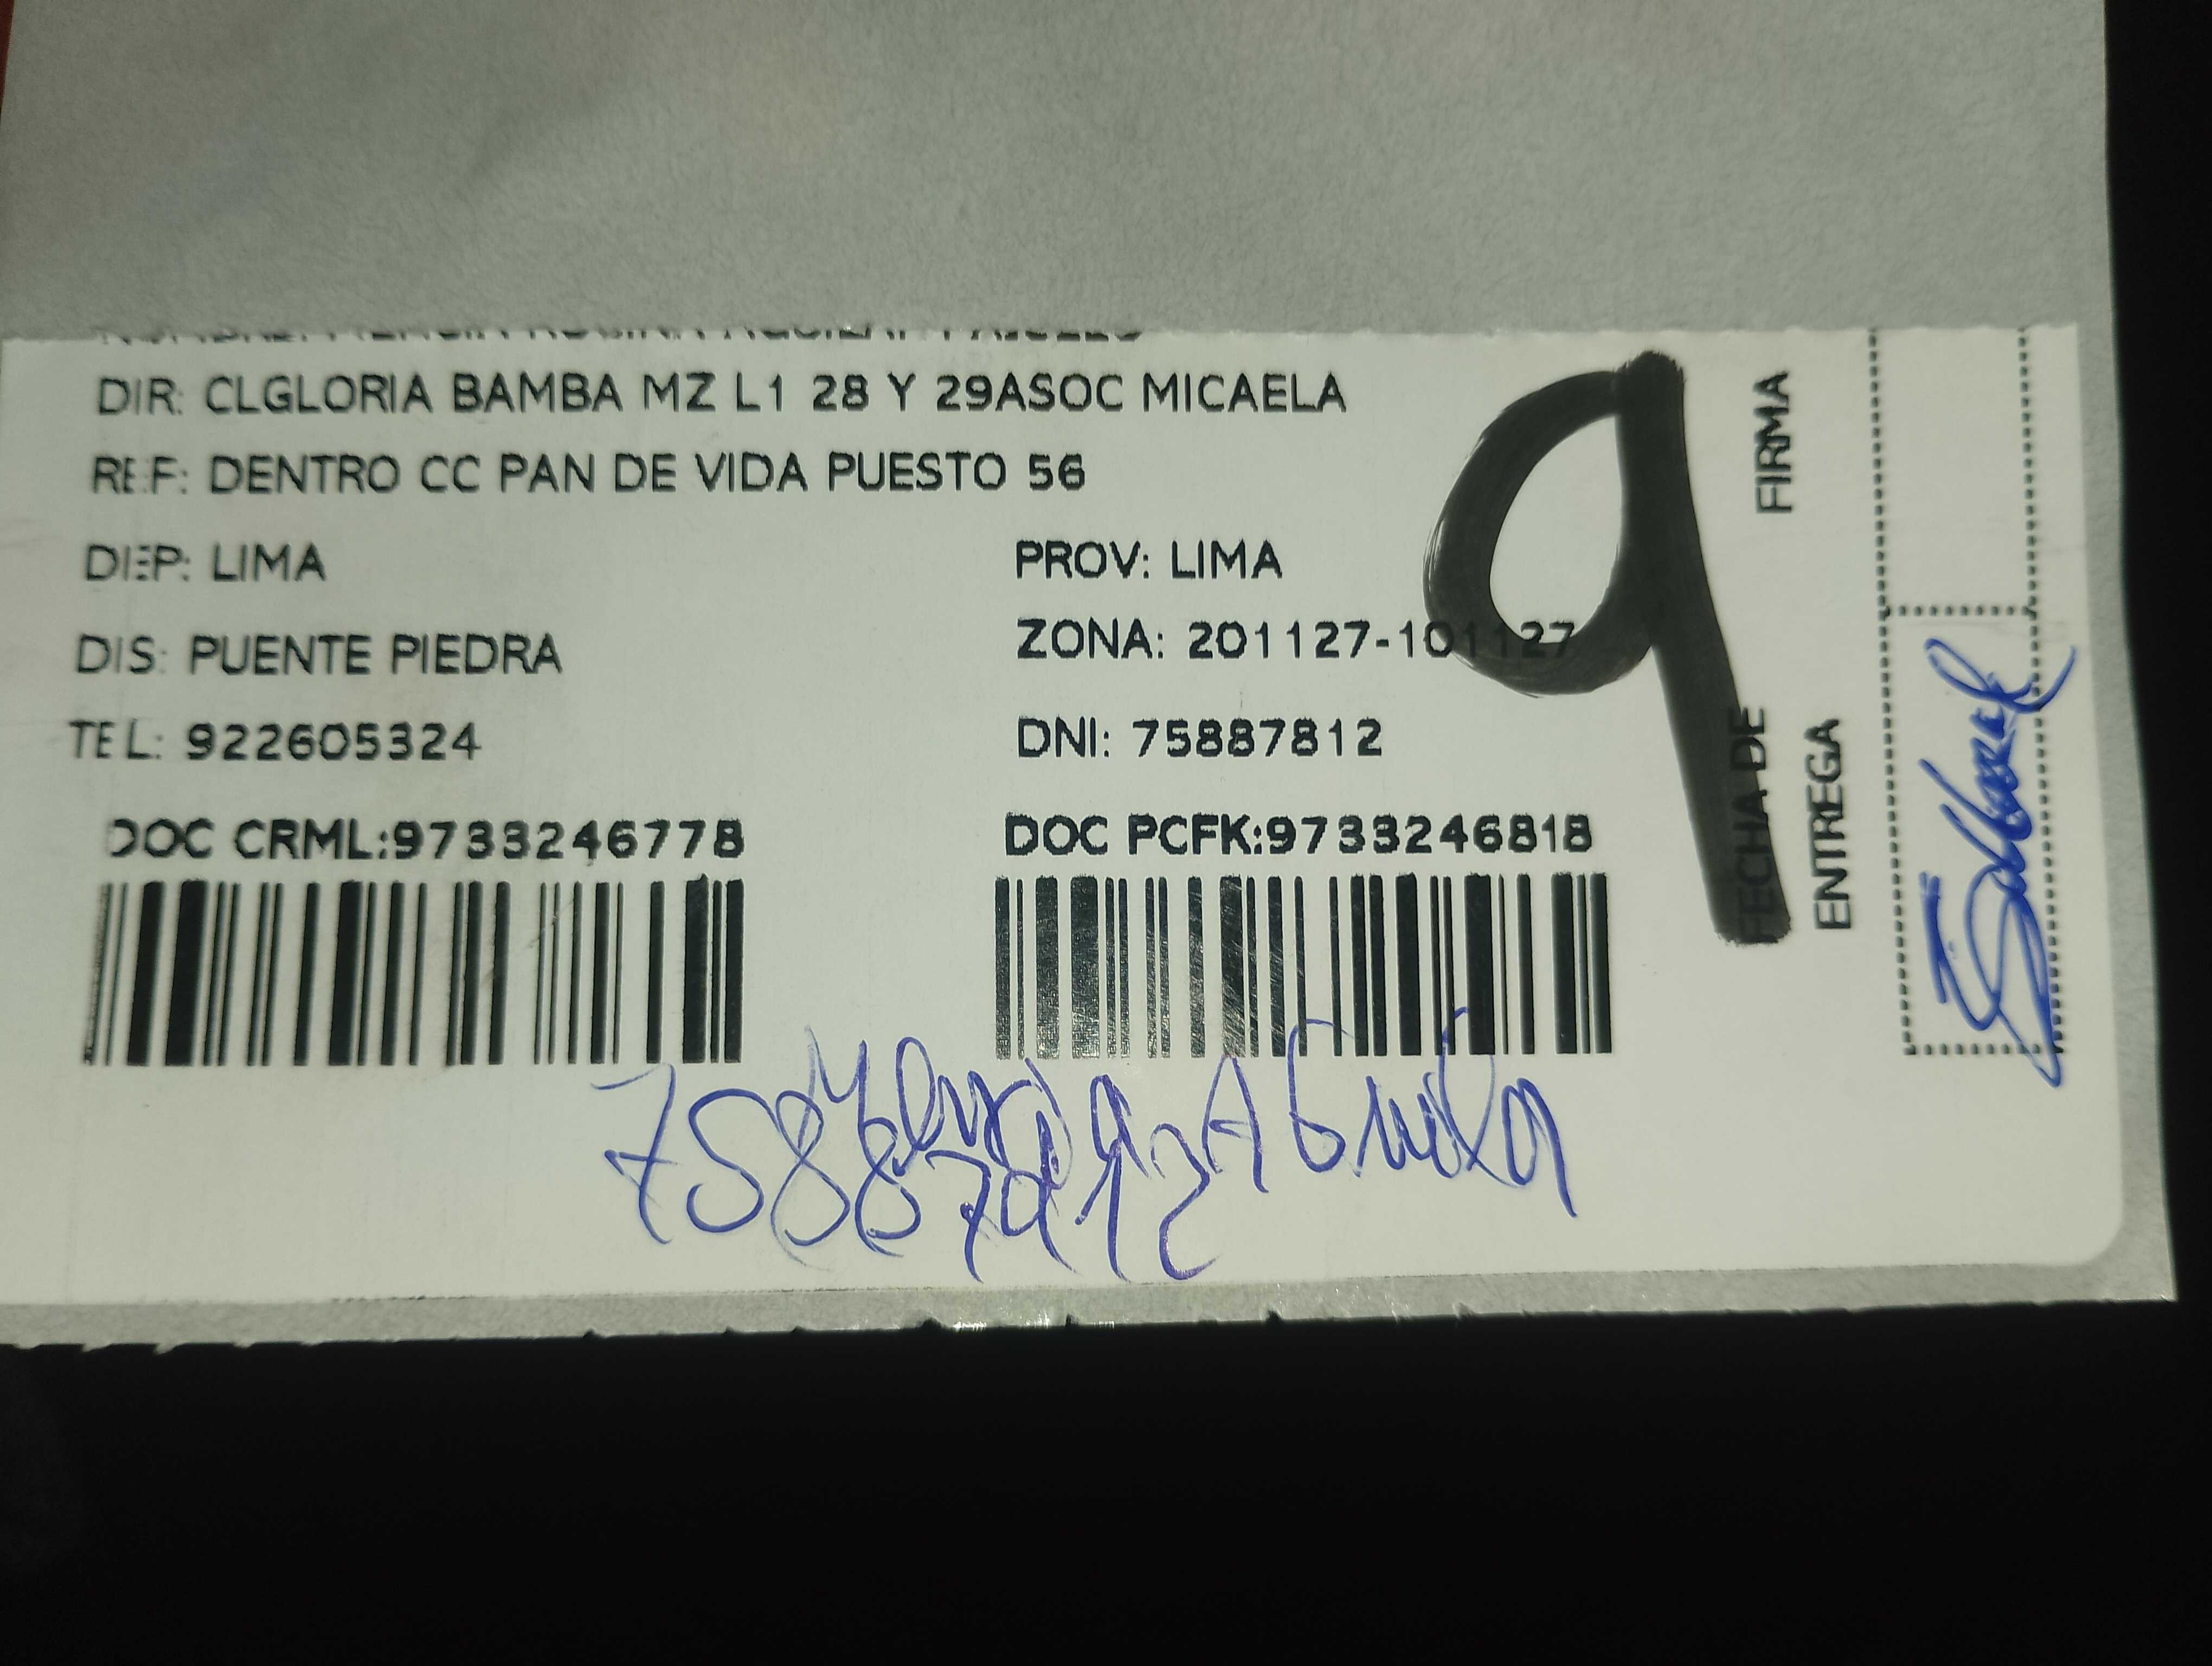 DIR: CLGLORIA BAMBA MZ L1 28 Y 29ASOC MICAELA
REF: DENTRO CC PAN DE VIDA PUESTO 56
DEP: LIMA
PROV: LIMA
DIS: PUENTE PIEDRA
ZONA: 201127-101127
TEL: 922605324
DNI: 75887812
DOC CRML:9733246778
DOC PCFK:9733246818
9
FIRMA
FECHA DE
ENTREGA